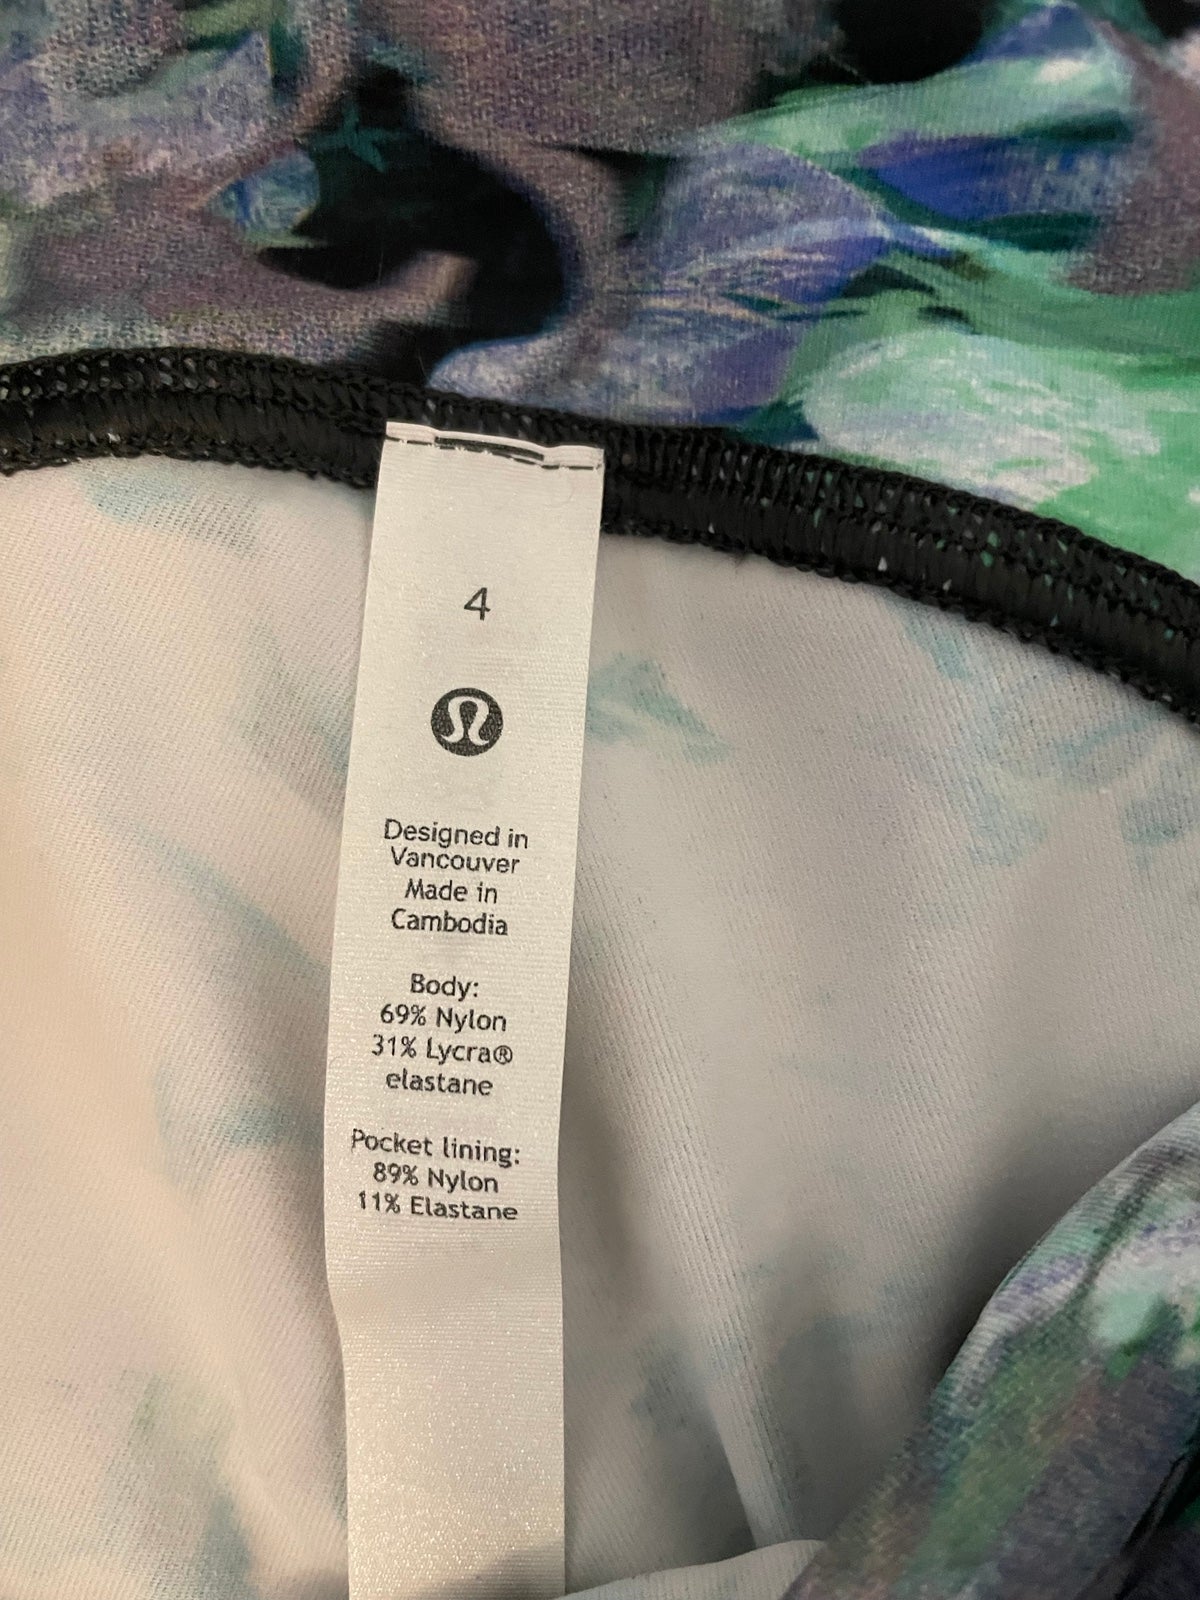 4
Designed in
Vancouver
Made in
Cambodia
Body:
69% Nylon
31% Lycra®
elastane
Pocket lining:
89% Nylon
11% Elastane